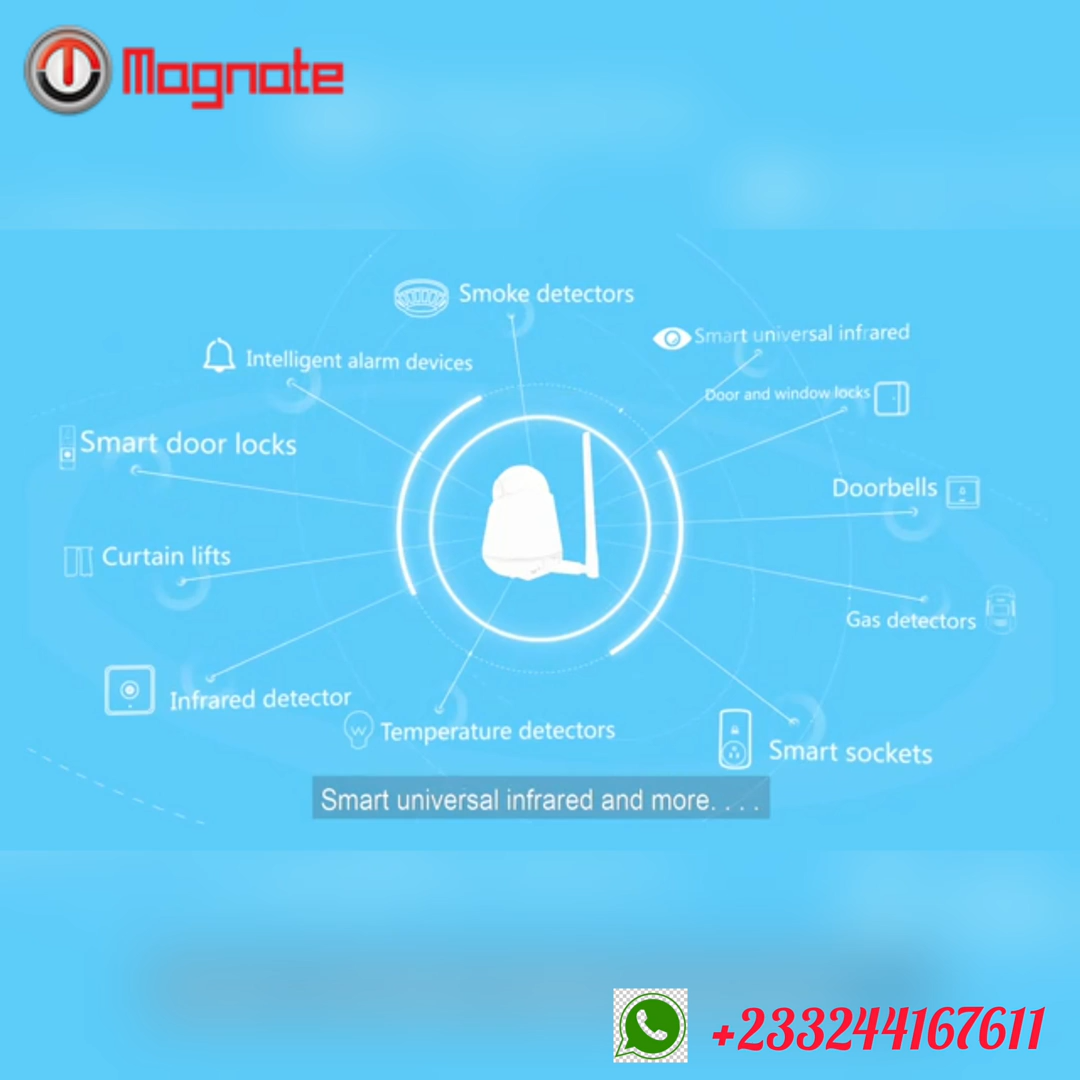 Magnate
Smoke detectors
Smart universal infrared
Intelligent alarm devices
Door and window locks
Smart door locks
Doorbells
Curtain lifts
Gas detectors
Infrared detector
Temperature detectors
Smart sockets
Smart universal infrared and more. . . .
+233244167611